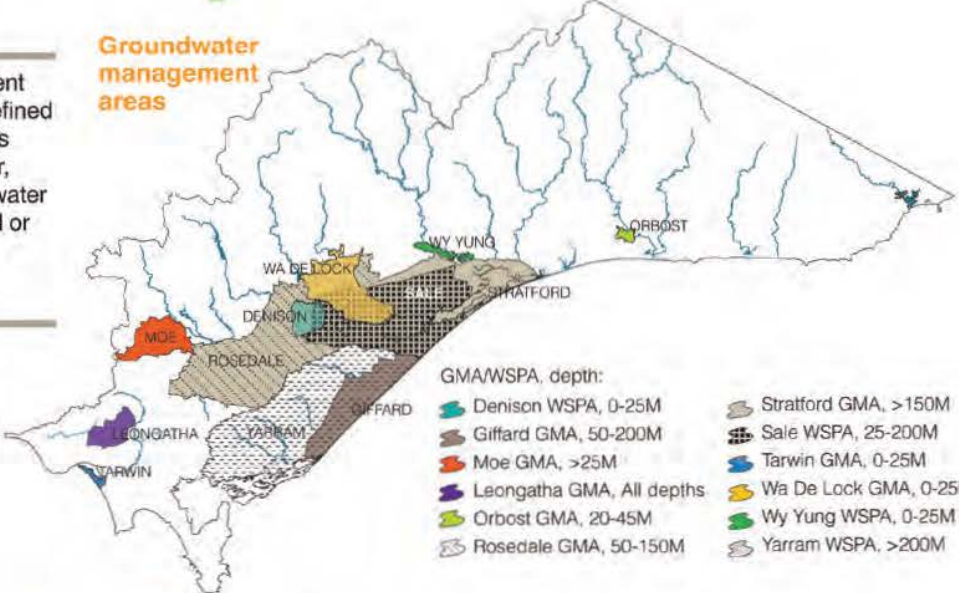 Groundwater
management
areas
ent
efined
s
r,
water
l or
WY YUNG
ORBOST
WA DE LOCK
SALE
STRATFORD
DENISON
MOE
ROSEDALE
GIFFARD
LEONGATHA
YARRAM
TARWIN
GMA/WSPA, depth:
Denison WSPA, 0-25M
Giffard GMA, 50-200M
Moe GMA, >25M
Leongatha GMA, All depths
Orbost GMA, 20-45M
Rosedale GMA, 50-150M
Stratford GMA, >150M
Sale WSPA, 25-200M
Tarwin GMA, 0-25M
Wa De Lock GMA, 0-25
Wy Yung WSPA, 0-25M
Yarram WSPA, >200M